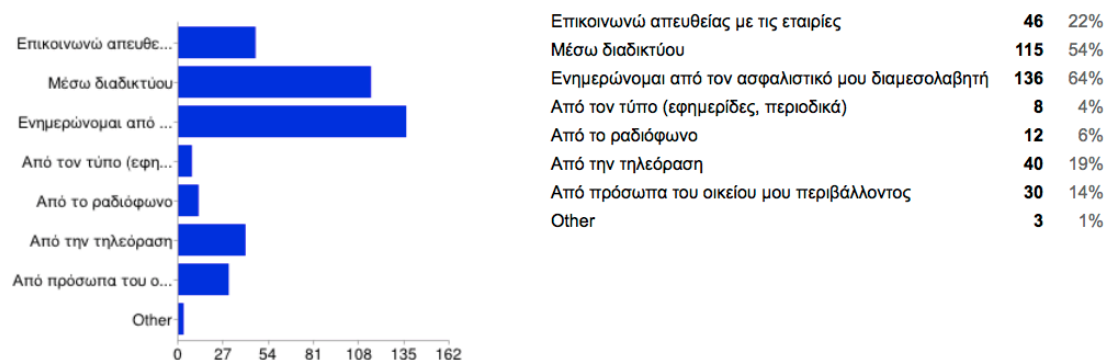 Επικοινωνώ απευθε...
Μέσω διαδικτύου
Ενημερώνομαι από ...
Από τον τύπο (εφη...
Από το ραδιόφωνο
Από την τηλεόραση
Από πρόσωπα του ο...
Other
0 27 54 81 108 135 162
Επικοινωνώ απευθείας με τις εταιρίες 46 22%
Μέσω διαδικτύου 115 54%
Ενημερώνομαι από τον ασφαλιστικό μου διαμεσολαβητή 136 64%
Από τον τύπο (εφημερίδες, περιοδικά) 8 4%
Από το ραδιόφωνο 12 6%
Από την τηλεόραση 40 19%
Από πρόσωπα του οικείου μου περιβάλλοντος 30 14%
Other 3 1%